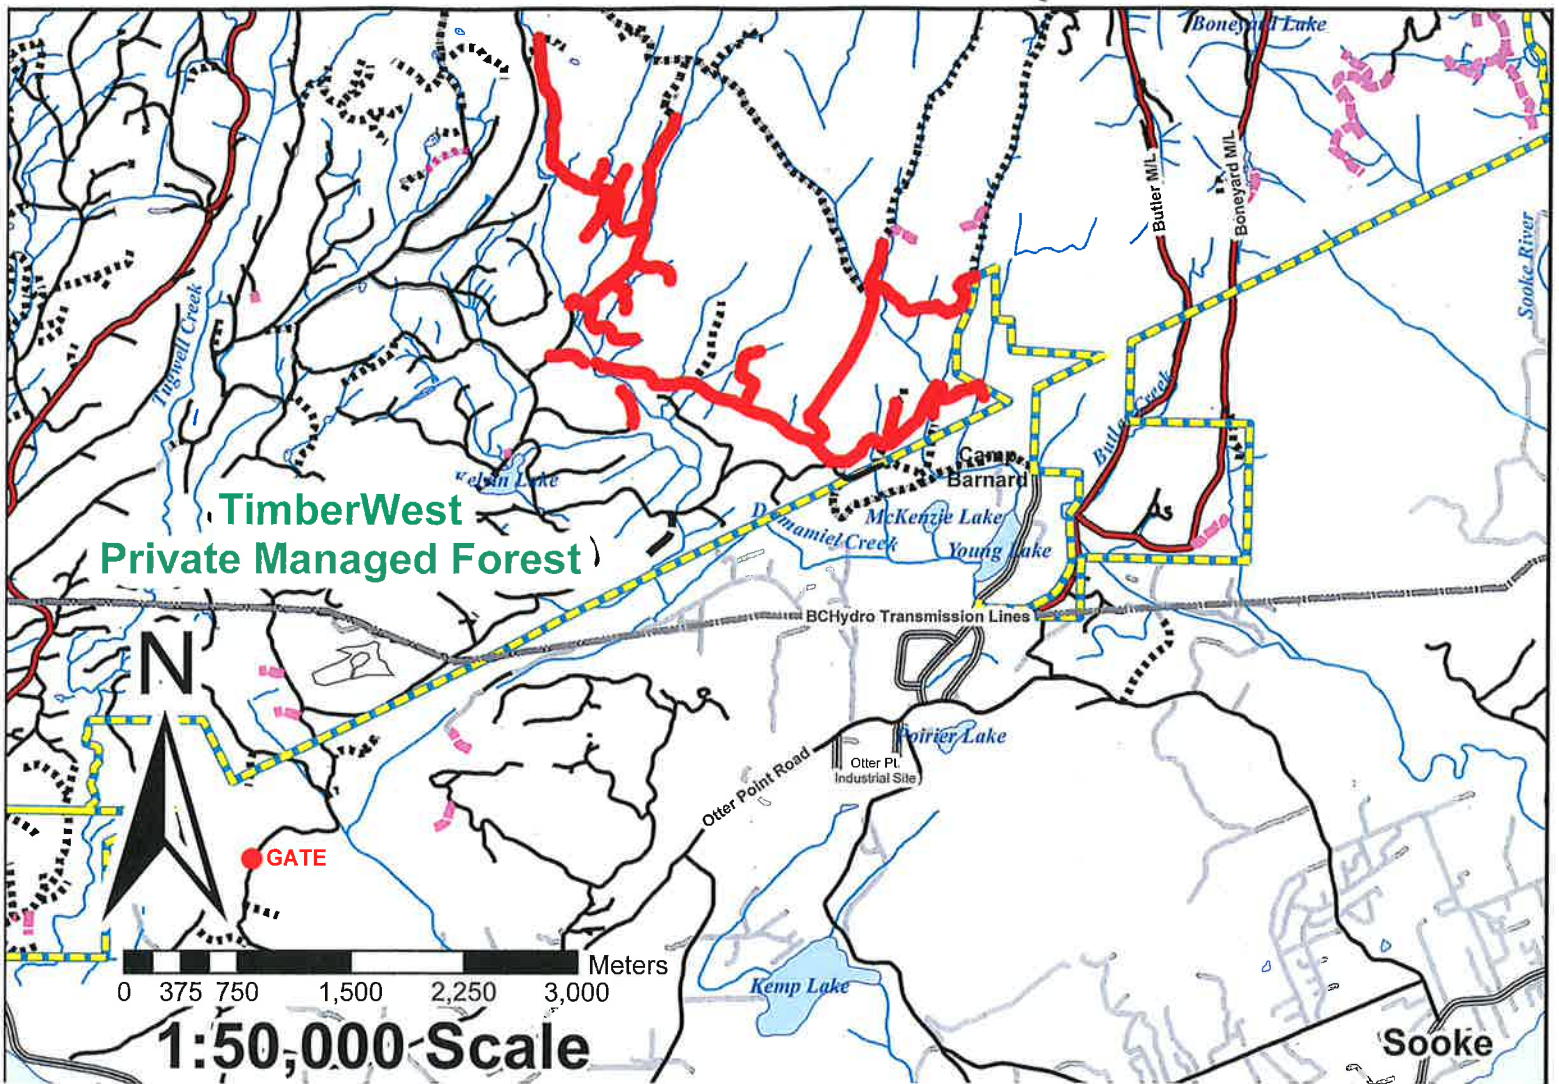 Boneyard Lake
Butler M/L
Boneyard M/L
Sooke River
Tugwell Creek
Butler Creek
Camp
Barnard
McKenzie Lake
Demamiel Creek
Young Lake
TimberWest
Private Managed Forest
BCHydro Transmission Lines
N
Poirier Lake
Otter Pt.
Industrial Site
Otter Point Road
GATE
Kemp Lake
Meters
0 375 750 1,500 2,250 3,000
1:50,000 Scale
Sooke